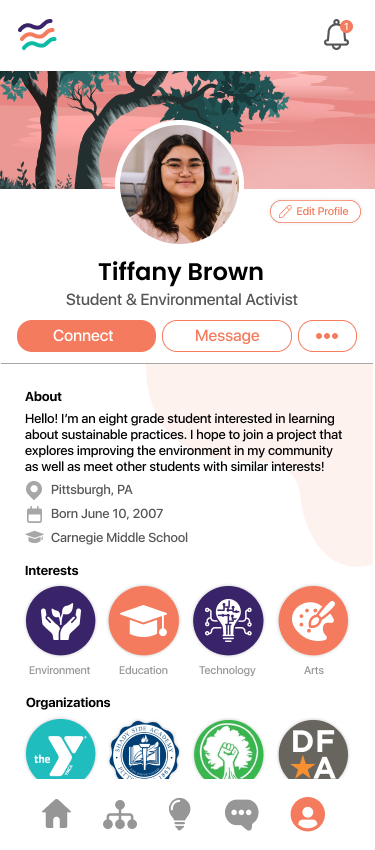 1
Edit Profile
Tiffany Brown
Student & Environmental Activist
Connect
Message
About
Hello! I'm an eight grade student interested in learning
about sustainable practices. I hope to join a project that
explores improving the environment in my community
as well as meet other students with similar interests!
Pittsburgh, PA
Born June 10, 2007
Carnegie Middle School
Interests
Environment
Education
Technology
Arts
Organizations
the Y
SHADY SIDE ACADEMY
DF
A